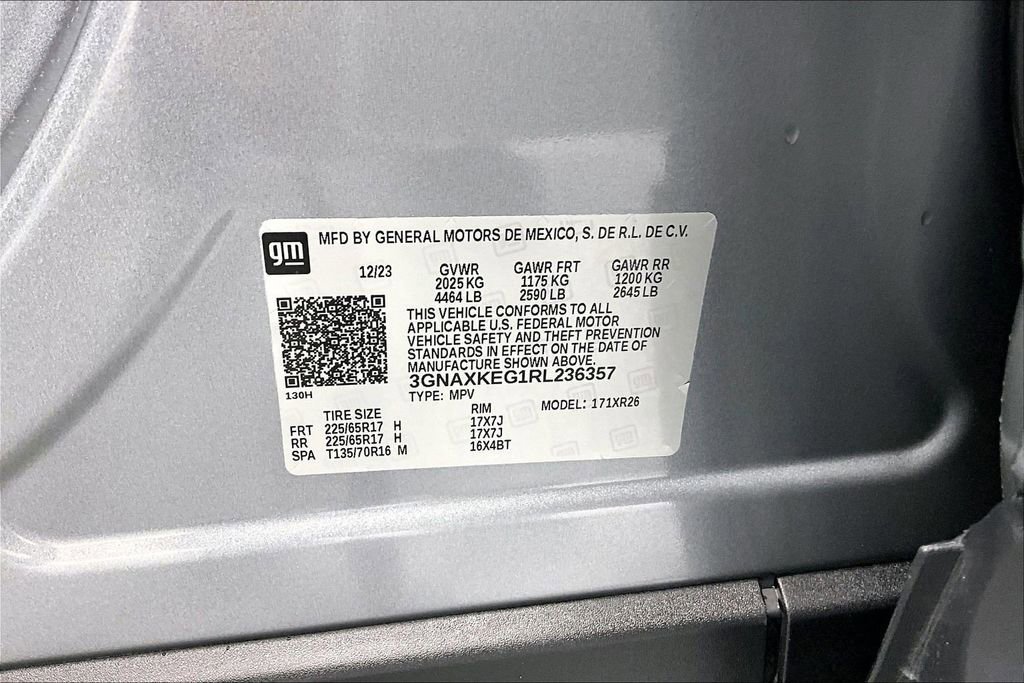 gm
MFD BY GENERAL MOTORS DE MEXICO, S. DE R.L. DE C.V.
12/23 GVWR GAWR FRT GAWR RR
2025 KG 1175 KG 1200 KG
4464 LB 2590 LB 2645 LB
THIS VEHICLE CONFORMS TO ALL
APPLICABLE U.S. FEDERAL MOTOR
VEHICLE SAFETY AND THEFT PREVENTION
STANDARDS IN EFFECT ON THE DATE OF
MANUFACTURE SHOWN ABOVE.
3GNAXKEG1RL236357
130H
TYPE: MPV MODEL: 171XR26
TIRE SIZE RIM
FRT 225/65R17 H 17X7J
RR 225/65R17 H 17X7J
SPA T135/70R16 M 16X4BT